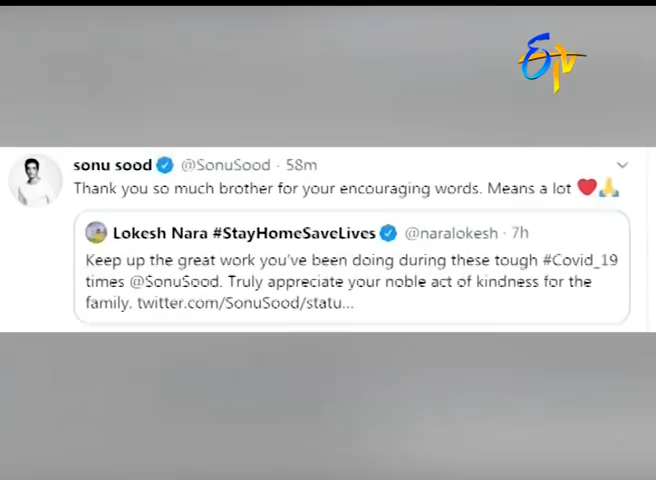 ETV
sonu sood @SonuSood · 58m
Thank you so much brother for your encouraging words. Means a lot ❤️🙏
Lokesh Nara #StayHomeSaveLives @naralokesh · 7h
Keep up the great work you've been doing during these tough #Covid_19
times @SonuSood. Truly appreciate your noble act of kindness for the
family. twitter.com/SonuSood/statu...